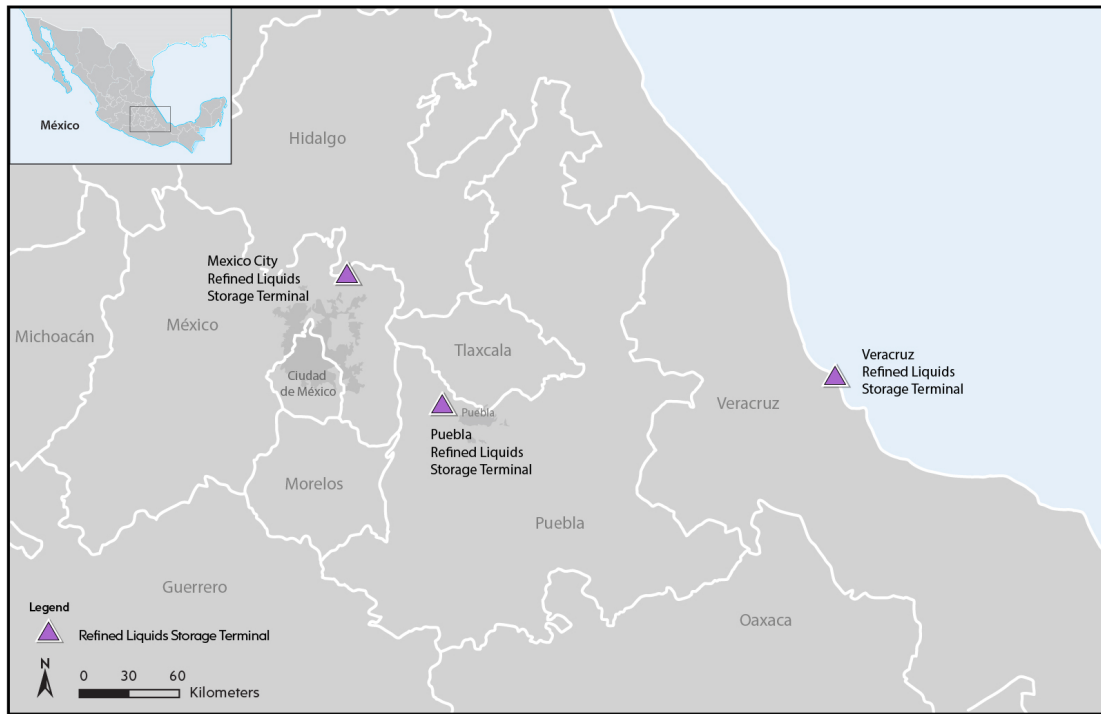 México
Hidalgo
Mexico City
Refined Liquids
Storage Terminal
Michoacán
México
Tlaxcala
Ciudad
de México
Puebla
Puebla
Refined Liquids
Storage Terminal
Veracruz
Refined Liquids
Storage Terminal
Veracruz
Morelos
Puebla
Guerrero
Oaxaca
Legend
Refined Liquids Storage Terminal
N
0 30 60
Kilometers